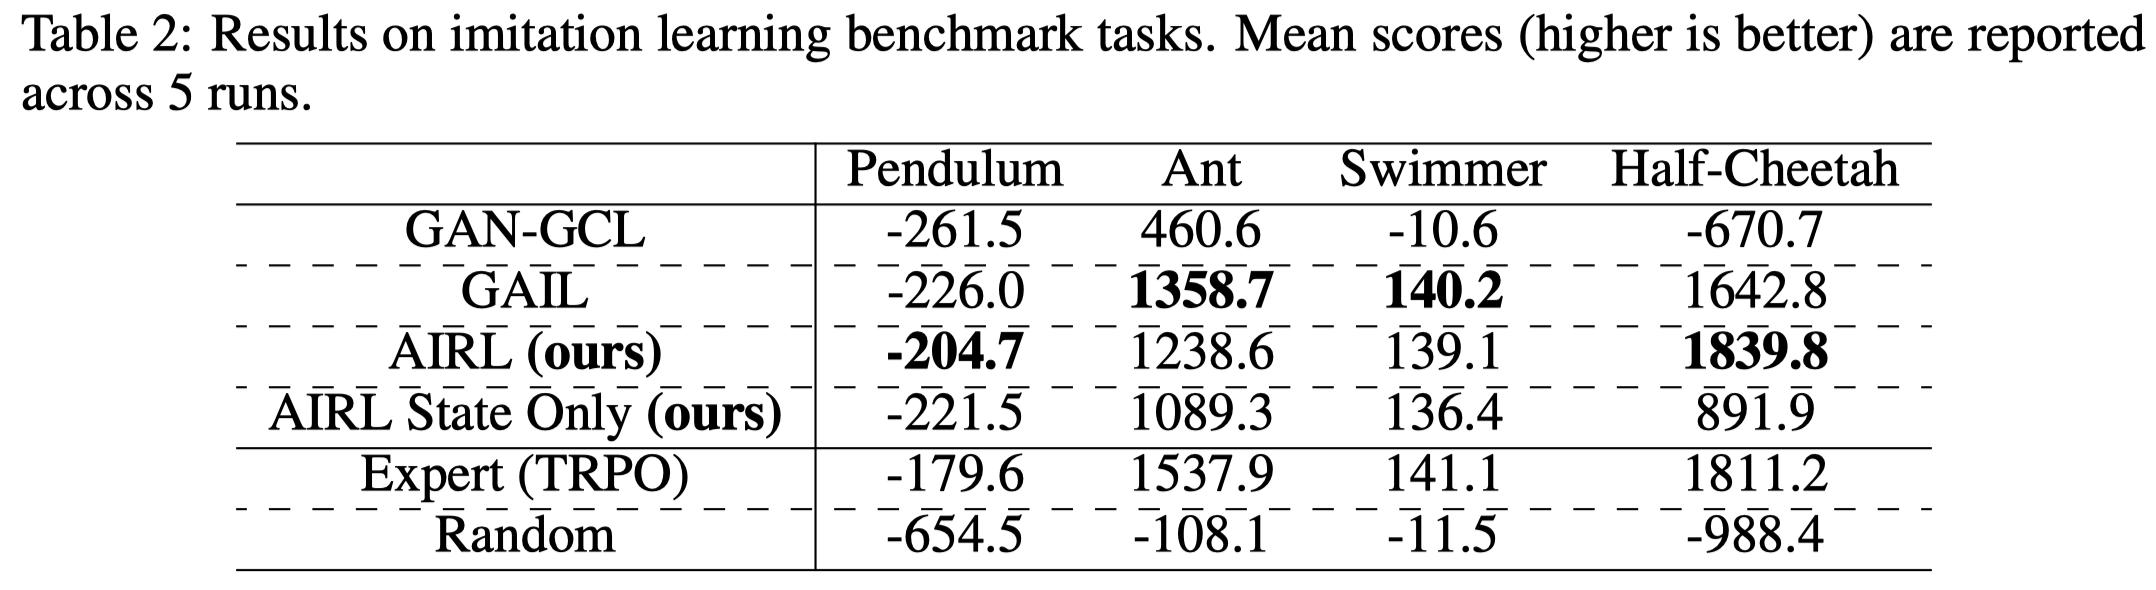 Table 2: Results on imitation learning benchmark tasks. Mean scores (higher is better) are reported
across 5 runs.
Pendulum Ant Swimmer Half-Cheetah
GAN-GCL -261.5 460.6 -10.6 -670.7
GAIL -226.0 1358.7 140.2 1642.8
AIRL (ours) -204.7 1238.6 139.1 1839.8
AIRL State Only (ours) -221.5 1089.3 136.4 891.9
Expert (TRPO) -179.6 1537.9 141.1 1811.2
Random -654.5 -108.1 -11.5 -988.4